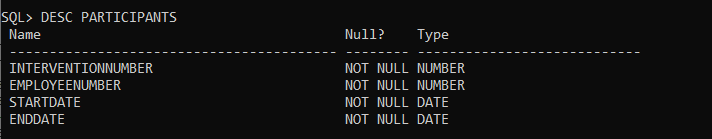 SQL> DESC PARTICIPANTS
 Name                                      Null?    Type
 ----------------------------------------- -------- ----------------------------
 INTERVENTIONNUMBER                        NOT NULL NUMBER
 EMPLOYEENUMBER                            NOT NULL NUMBER
 STARTDATE                                 NOT NULL DATE
 ENDDATE                                   NOT NULL DATE